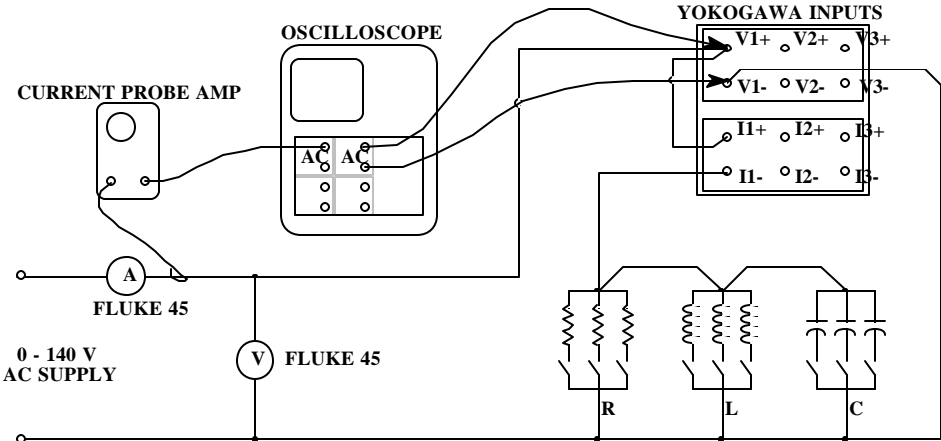 YOKOGAWA INPUTS
OSCILLOSCOPE
V1+ V2+ V3+
CURRENT PROBE AMP
V1- V2- V3-
I1+ I2+ I3+
AC AC
I1- I2- I3-
A
FLUKE 45
0 - 140 V
AC SUPPLY
V FLUKE 45
R L C